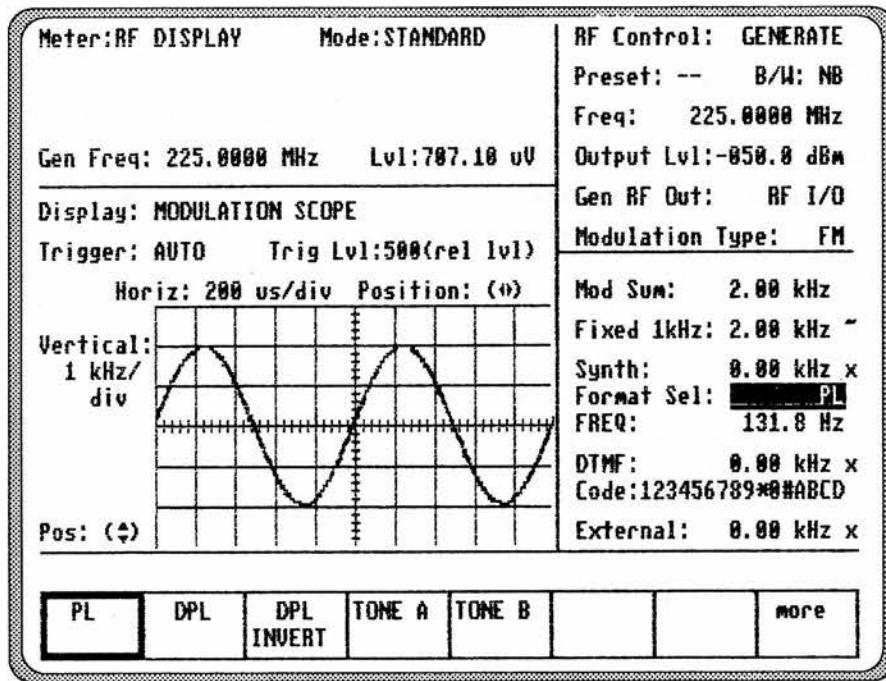 Meter:RF DISPLAY Mode:STANDARD
Gen Freq: 225.0000 MHz Lvl:707.10 uV
Display: MODULATION SCOPE
Trigger: AUTO Trig Lvl:500(rel lvl)
Horiz: 200 us/div Position: (↔)
Vertical:
1 kHz/
div
Pos: (♦)
RF Control: GENERATE
Preset: -- B/W: NB
Freq: 225.0000 MHz
Output Lvl:-050.0 dBm
Gen RF Out: RF I/O
Modulation Type: FM
Mod Sum: 2.00 kHz
Fixed 1kHz: 2.00 kHz ~
Synth: 0.00 kHz x
Format Sel: PL
FREQ: 131.8 Hz
DTMF: 0.00 kHz x
Code:123456789*0#ABCD
External: 0.00 kHz x
PL DPL DPL INVERT TONE A TONE B more